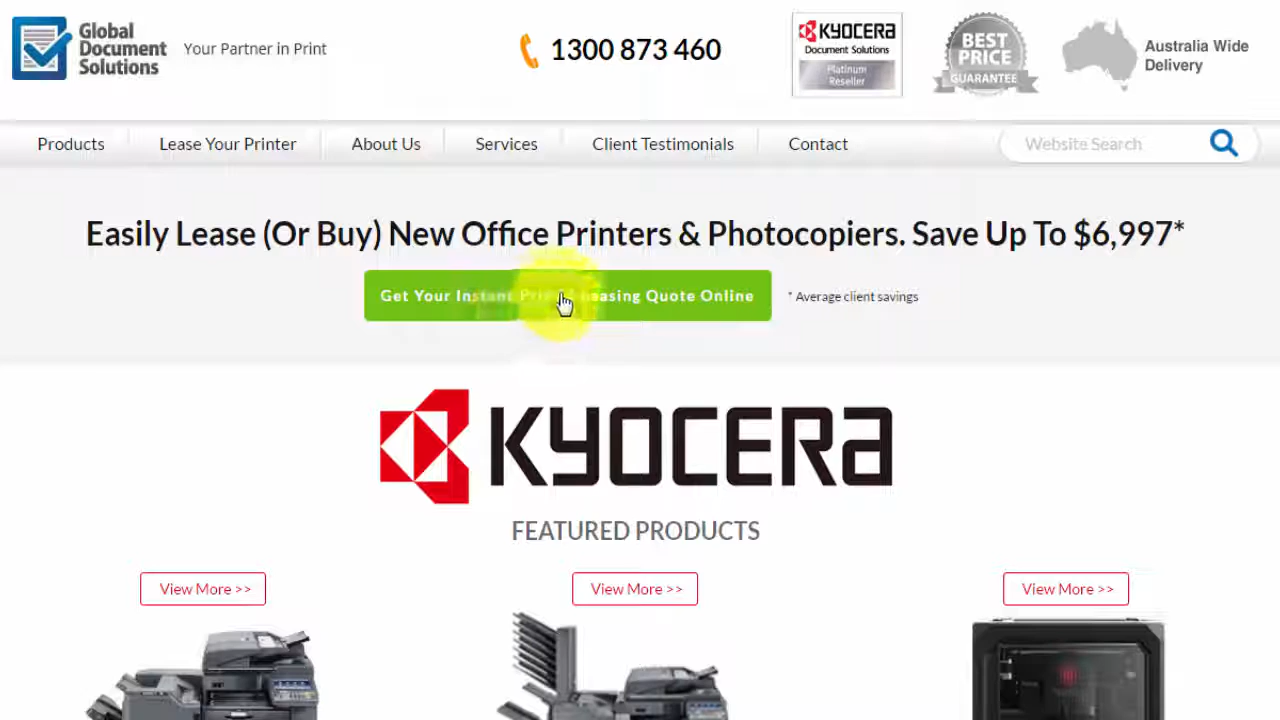 Global
Document
Solutions
Your Partner in Print
1300 873 460
KYOCERA
Document Solutions
Platinum
Reseller
BEST
PRICE
GUARANTEE
Australia Wide
Delivery
Products
Lease Your Printer
About Us
Services
Client Testimonials
Contact
Website Search
Easily Lease (Or Buy) New Office Printers & Photocopiers. Save Up To $6,997*
Get Your Instant Printer Leasing Quote Online
* Average client savings
KYOCERA
FEATURED PRODUCTS
View More >>
View More >>
View More >>